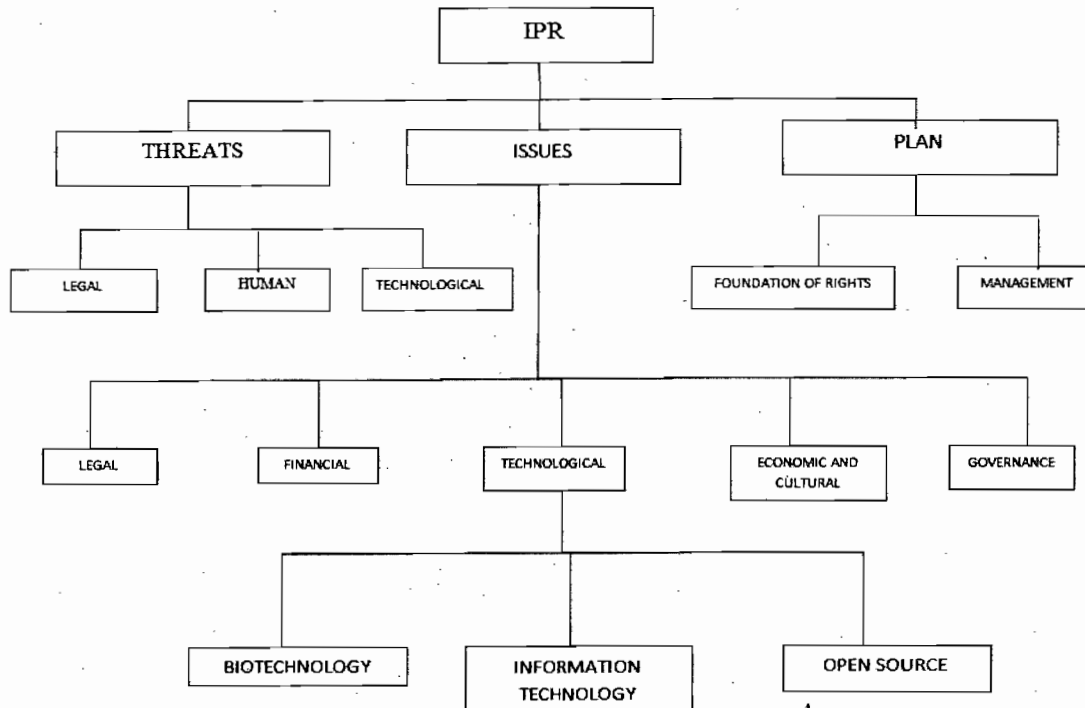 IPR
THREATS
ISSUES
PLAN
LEGAL
HUMAN
TECHNOLOGICAL
FOUNDATION OF RIGHTS
MANAGEMENT
LEGAL
FINANCIAL
TECHNOLOGICAL
ECONOMIC AND
CULTURAL
GOVERNANCE
BIOTECHNOLOGY
INFORMATION
TECHNOLOGY
OPEN SOURCE